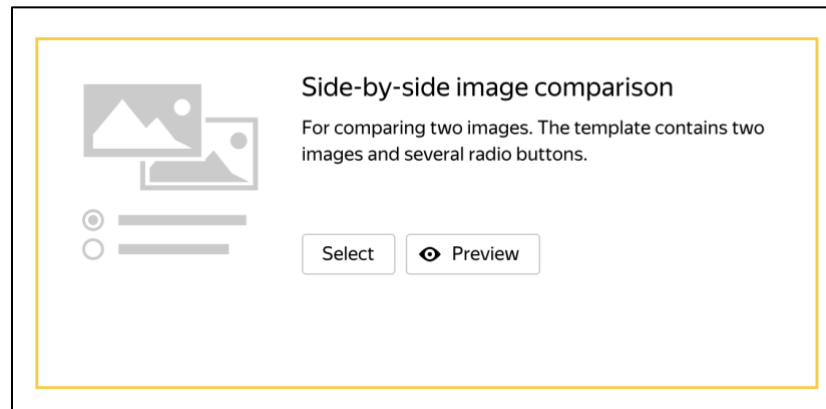 Side-by-side image comparison
For comparing two images. The template contains two
images and several radio buttons.
Select
Preview